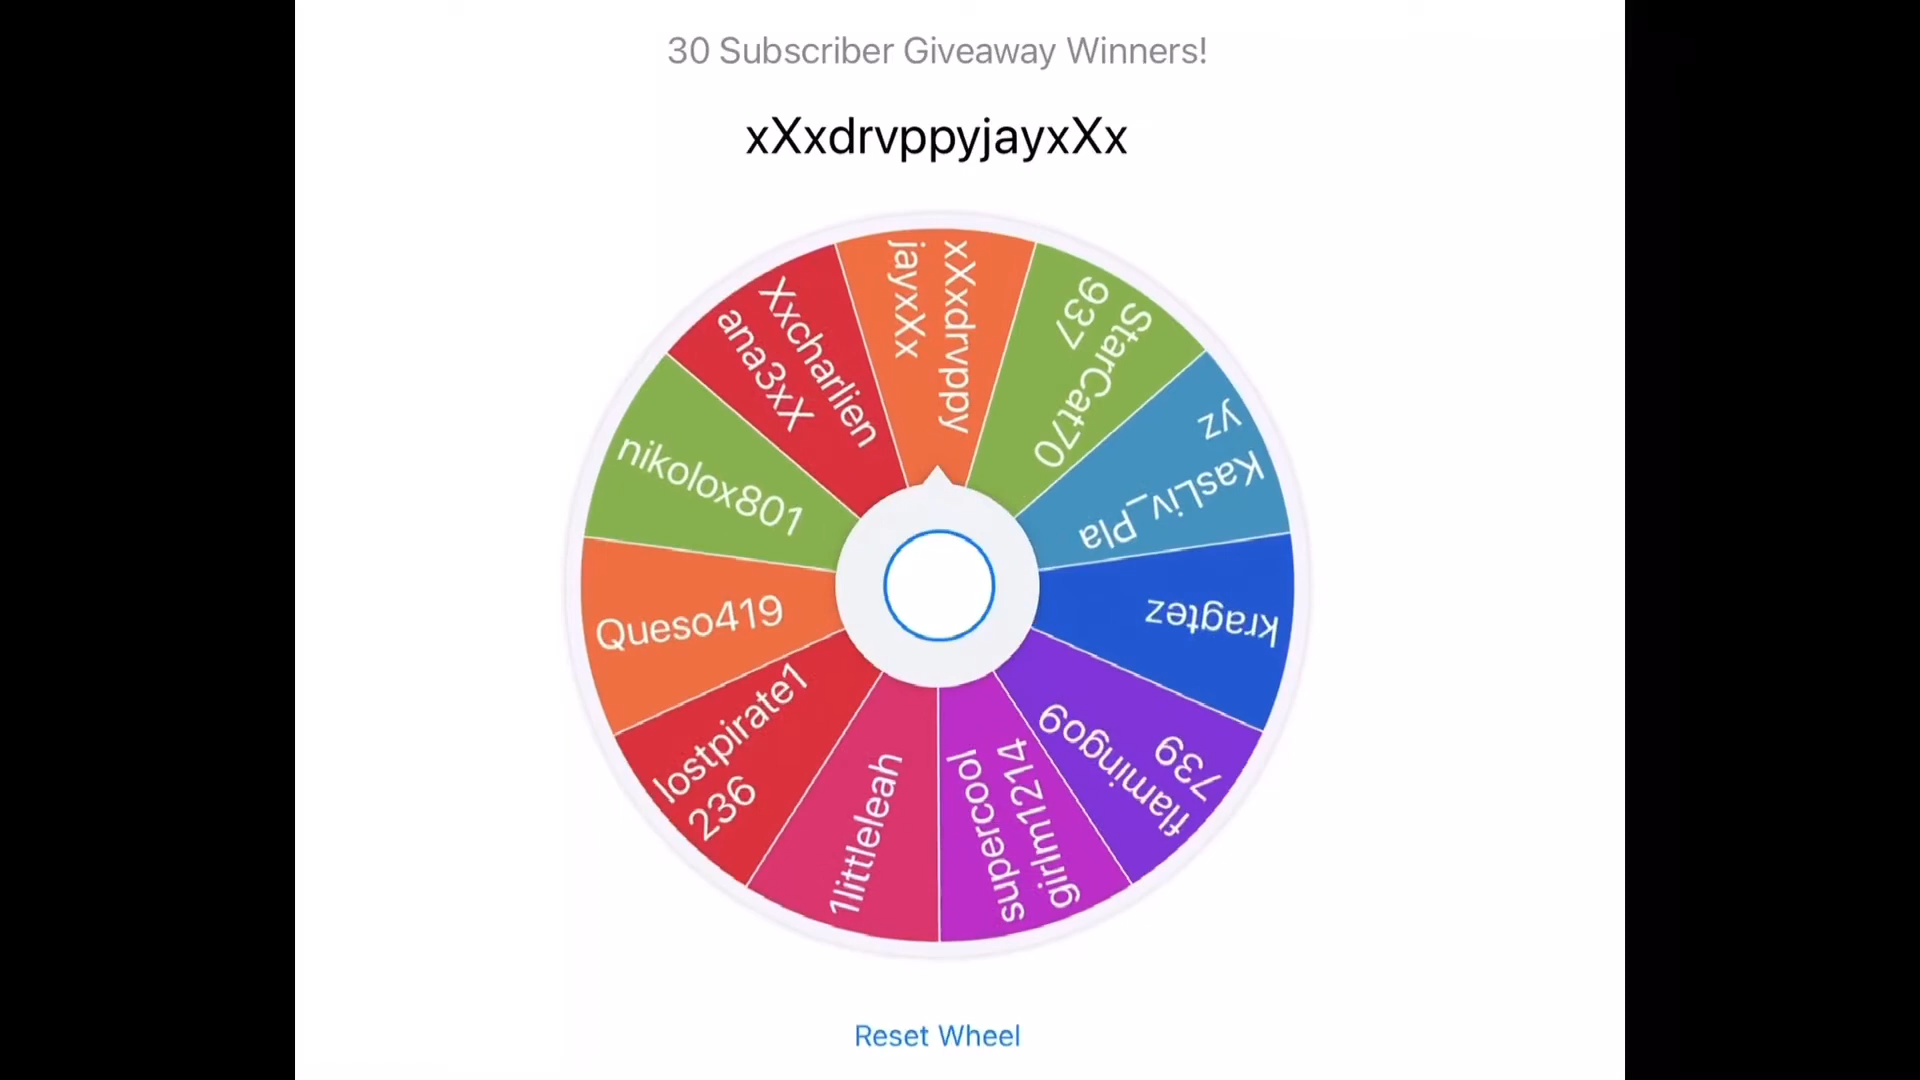 30 Subscriber Giveaway Winners!
xXxdrvppyjayxXx
xXxdrvppy
jayxXx
StarCat70
937
KasLiv_Pla
yz
kragtez
flamingo9
739
supercool
girlm1214
1littleleah
lostpirate1
236
Queso419
nikolox801
Xxcharlien
ana3xX
Reset Wheel